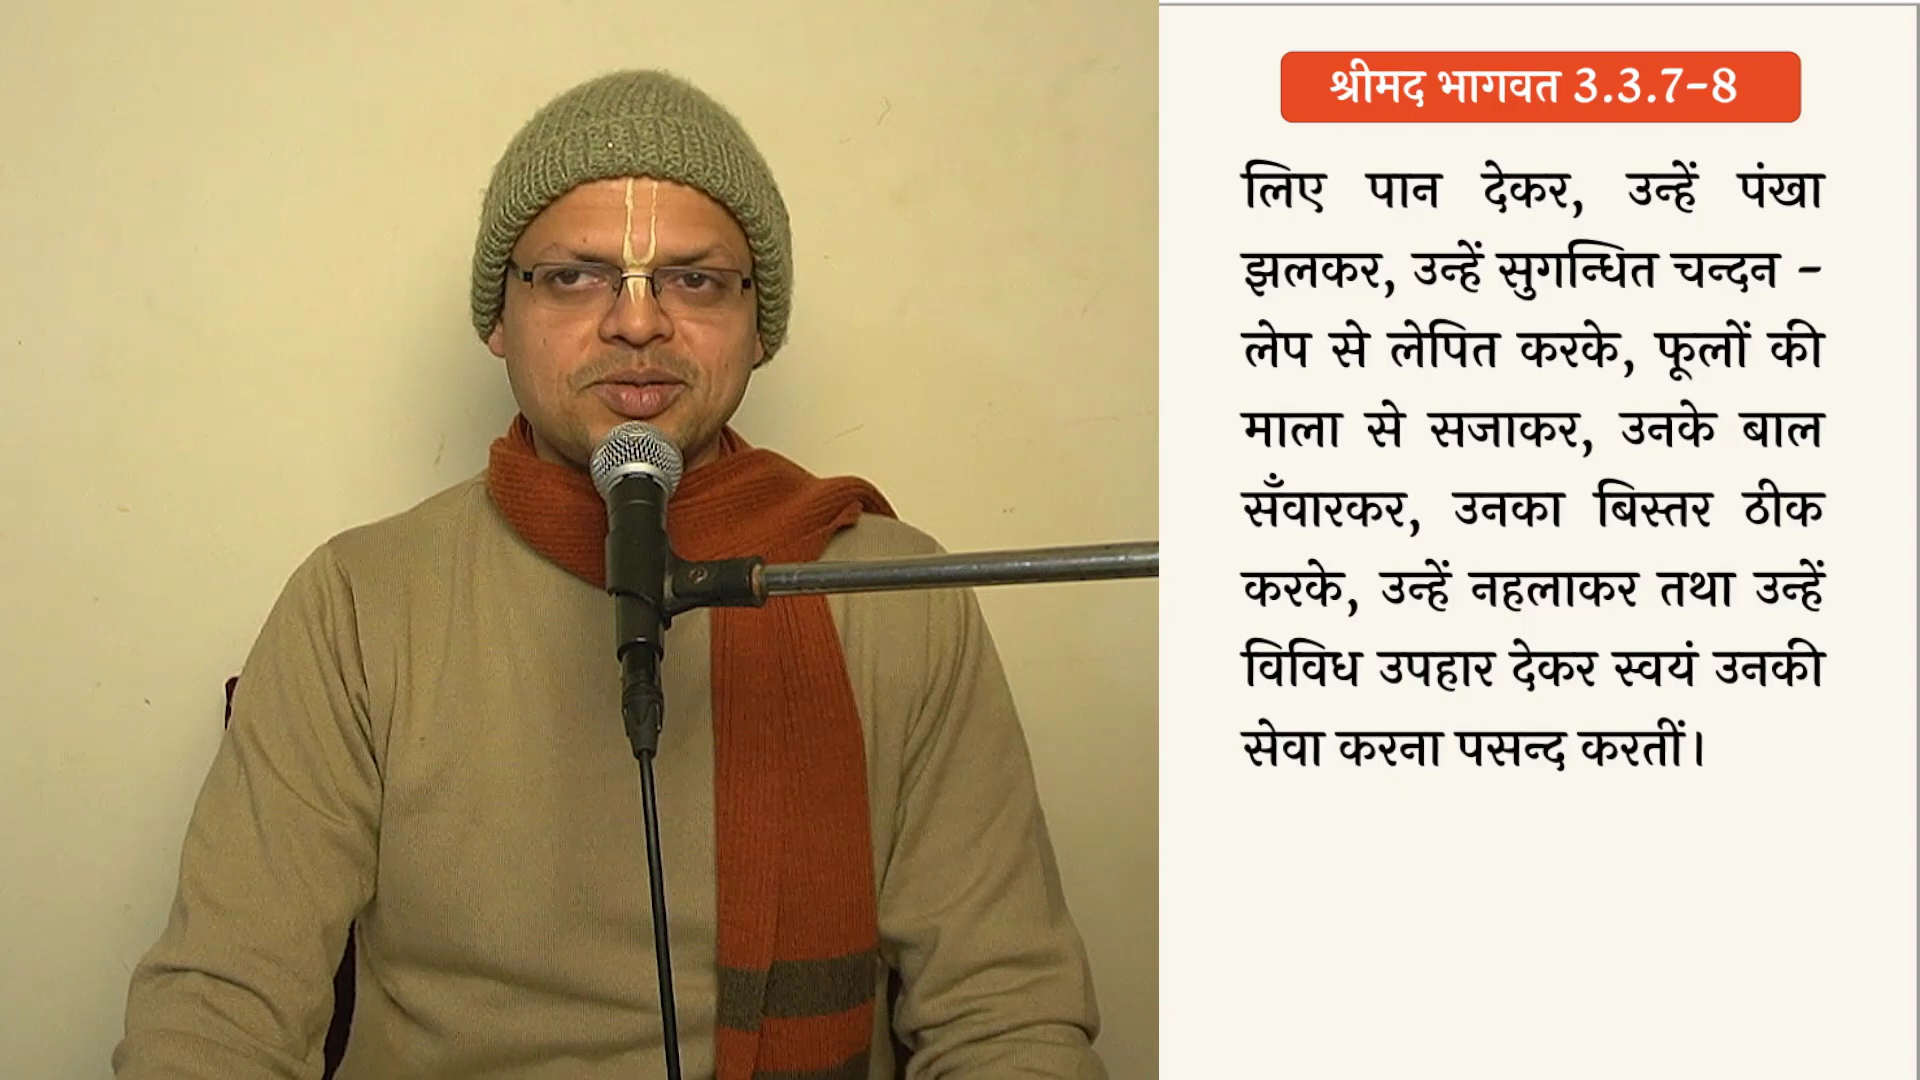 श्रीमद भागवत 3.3.7-8
लिए पान देकर, उन्हें पंखा
झलकर, उन्हें सुगन्धित चन्दन -
लेप से लेपित करके, फूलों की
माला से सजाकर, उनके बाल
सँवारकर, उनका बिस्तर ठीक
करके, उन्हें नहलाकर तथा उन्हें
विविध उपहार देकर स्वयं उनकी
सेवा करना पसन्द करतीं।